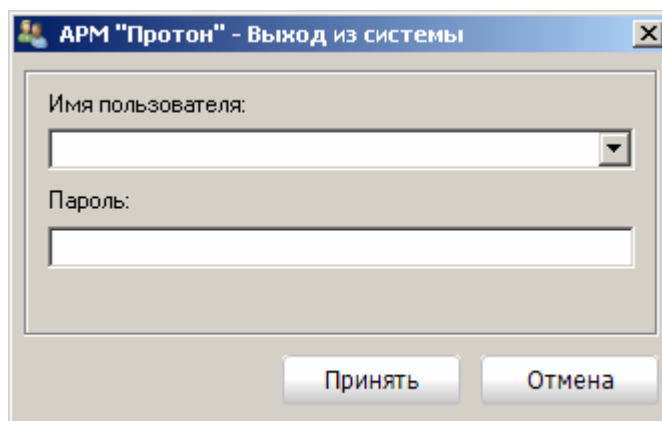 АРМ "Протон" - Выход из системы
Имя пользователя:
Пароль:
Принять
Отмена